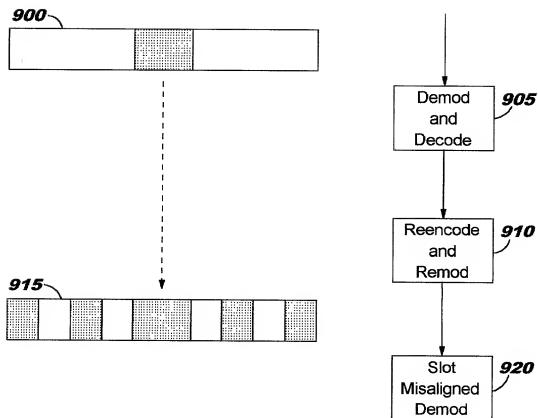 900
Demod
and
Decode
905
Reencode
and
Remod
910
915
Slot
Misaligned
Demod
920